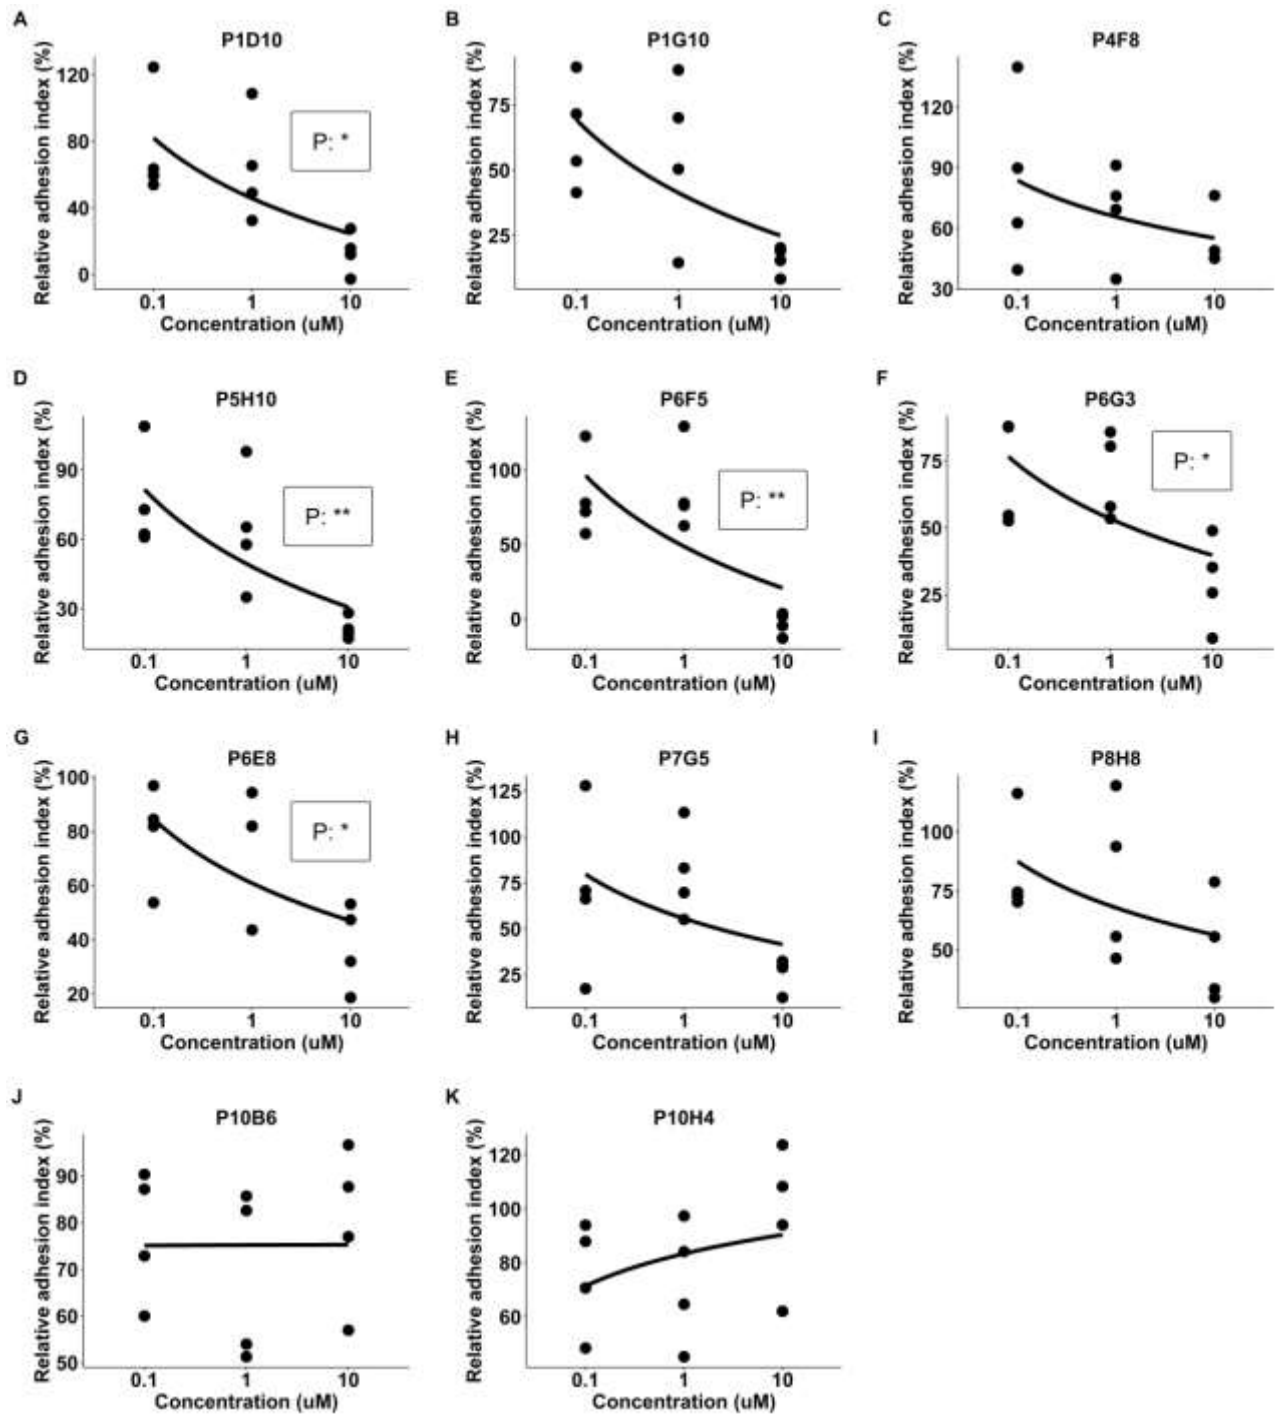 A
P1D10
Relative adhesion index (%)
120
80
40
0
P: *
0.1 1 10
Concentration (uM)
B
P1G10
Relative adhesion index (%)
75
50
25
0.1 1 10
Concentration (uM)
C
P4F8
Relative adhesion index (%)
120
90
60
30
0.1 1 10
Concentration (uM)
D
P5H10
Relative adhesion index (%)
90
60
30
P: **
0.1 1 10
Concentration (uM)
E
P6F5
Relative adhesion index (%)
100
50
0
P: **
0.1 1 10
Concentration (uM)
F
P6G3
Relative adhesion index (%)
75
50
25
P: *
0.1 1 10
Concentration (uM)
G
P6E8
Relative adhesion index (%)
100
80
60
40
20
P: *
0.1 1 10
Concentration (uM)
H
P7G5
Relative adhesion index (%)
125
100
75
50
25
0.1 1 10
Concentration (uM)
I
P8H8
Relative adhesion index (%)
100
75
50
0.1 1 10
Concentration (uM)
J
P10B6
Relative adhesion index (%)
90
80
70
60
50
0.1 1 10
Concentration (uM)
K
P10H4
Relative adhesion index (%)
120
100
80
60
0.1 1 10
Concentration (uM)